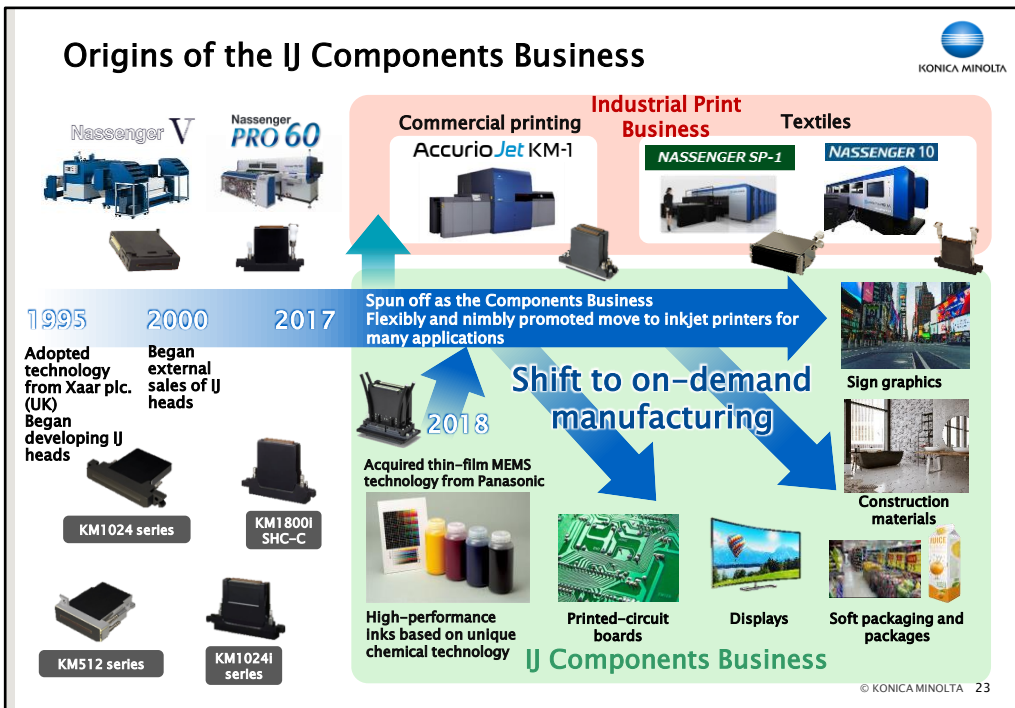 Origins of the IJ Components Business
KONICA MINOLTA
Nassenger V
Nassenger
PRO 60
Industrial Print
Business
Commercial printing
AccurioJet KM-1
Textiles
NASSENGER SP-1
NASSENGER 10
1995
2000
2017
Spun off as the Components Business
Flexibly and nimbly promoted move to inkjet printers for
many applications
Adopted
technology
from Xaar plc.
(UK)
Began
developing IJ
heads
Began
external
sales of IJ
heads
2018
Shift to on-demand
manufacturing
Sign graphics
Acquired thin-film MEMS
technology from Panasonic
Construction
materials
KM1024 series
KM1800i
SHC-C
KM512 series
KM1024i
series
High-performance
inks based on unique
chemical technology
Printed-circuit
boards
Displays
JUICE
Soft packaging and
packages
IJ Components Business
© KONICA MINOLTA 23